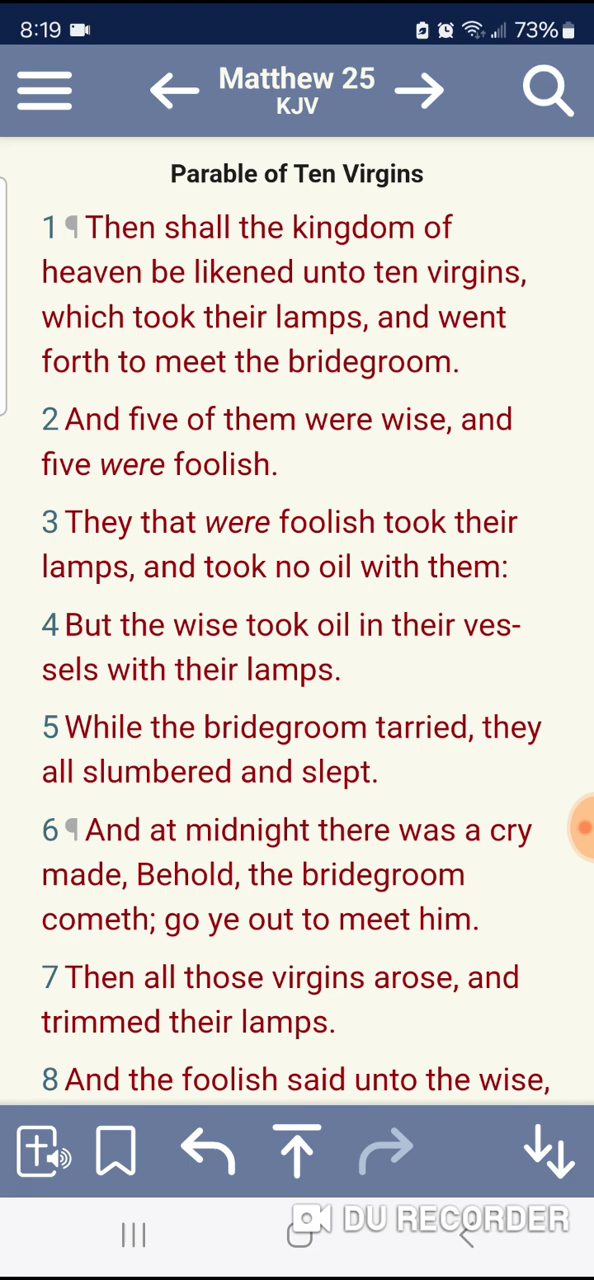 8:19
73%
Matthew 25
KJV
Parable of Ten Virgins
1 ¶ Then shall the kingdom of
heaven be likened unto ten virgins,
which took their lamps, and went
forth to meet the bridegroom.
2 And five of them were wise, and
five were foolish.
3 They that were foolish took their
lamps, and took no oil with them:
4 But the wise took oil in their ves-
sels with their lamps.
5 While the bridegroom tarried, they
all slumbered and slept.
6 ¶ And at midnight there was a cry
made, Behold, the bridegroom
cometh; go ye out to meet him.
7 Then all those virgins arose, and
trimmed their lamps.
8 And the foolish said unto the wise,
DU RECORDER